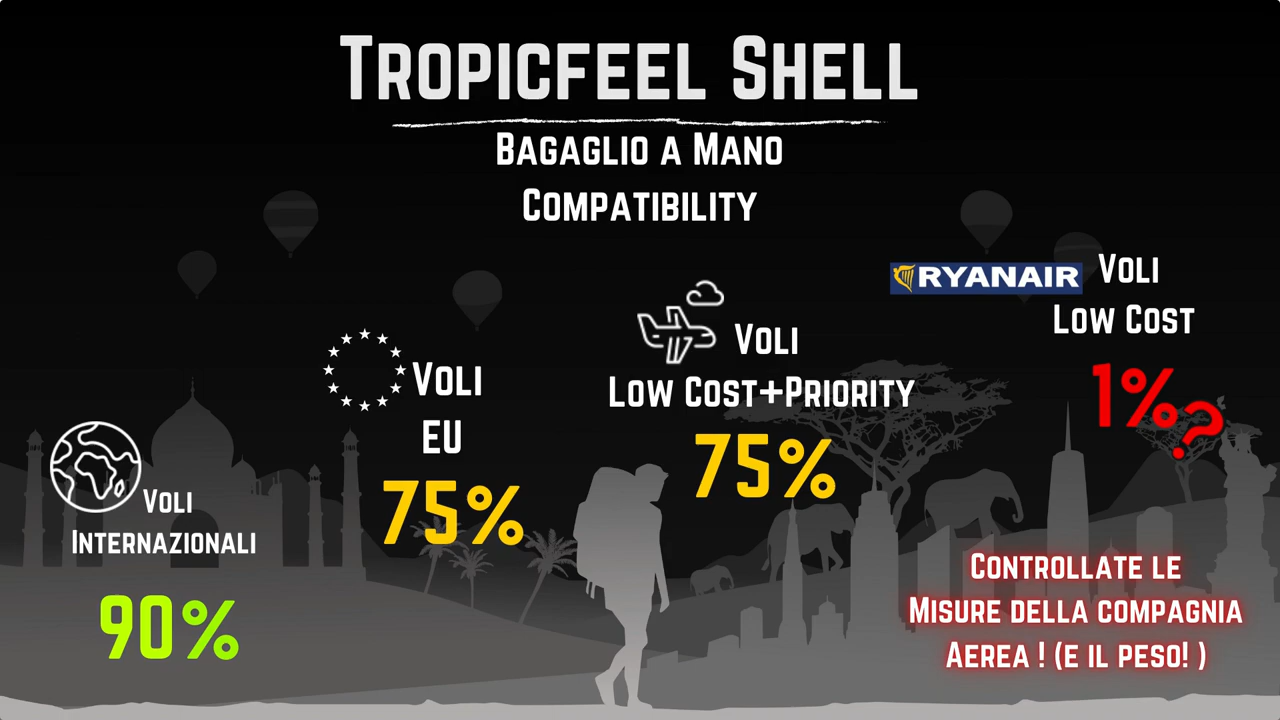 Tropicfeel Shell
Bagaglio a Mano
Compatibility
Voli
Internazionali
90%
Voli
EU
75%
Voli
Low Cost+Priority
75%
RYANAIR Voli
Low Cost
1%?
Controllate le
Misure della compagnia
Aerea ! (e il peso! )